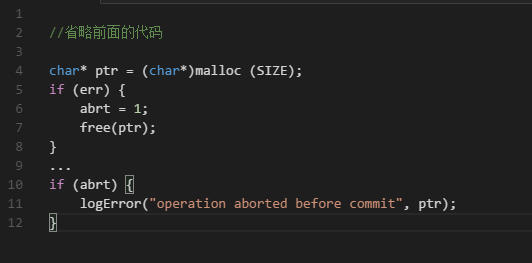 1
2 //省略前面的代码
3
4 char* ptr = (char*)malloc (SIZE);
5 if (err) {
6 abrt = 1;
7 free(ptr);
8 }
9 ...
10 if (abrt) {
11 logError("operation aborted before commit", ptr);
12 }